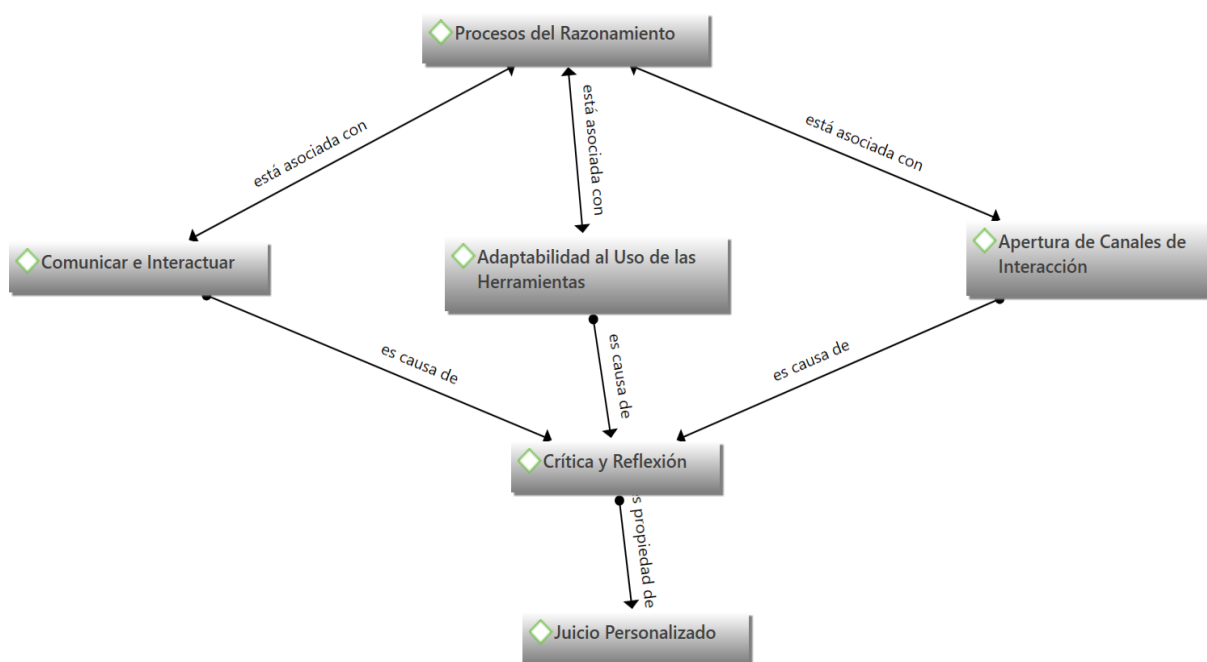 Procesos del Razonamiento
está asociada con
está asociada con
está asociada con
Comunicar e Interactuar
Adaptabilidad al Uso de las
Herramientas
Apertura de Canales de
Interacción
es causa de
es causa de
es causa de
Crítica y Reflexión
s propiedad de
Juicio Personalizado